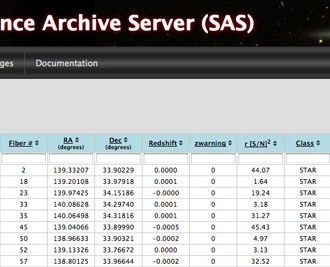 nce Archive Server (SAS)
ges Documentation
Fiber # RA (degrees) Dec (degrees) Redshift zwarning r [S/N]² Class
2 139.33207 33.90229 0.0000 0 44.07 STAR
18 139.20108 33.97918 0.0001 0 1.64 STAR
23 139.97425 34.15186 -0.0000 0 19.24 STAR
33 140.08628 34.29740 0.0001 0 3.18 STAR
35 140.06498 34.31816 0.0001 0 31.27 STAR
45 139.04066 33.89990 -0.0005 0 45.43 STAR
50 138.96633 33.90321 -0.0002 0 4.97 STAR
52 139.13326 33.76672 0.0000 0 3.13 STAR
57 138.80125 33.96644 -0.0002 0 32.52 STAR